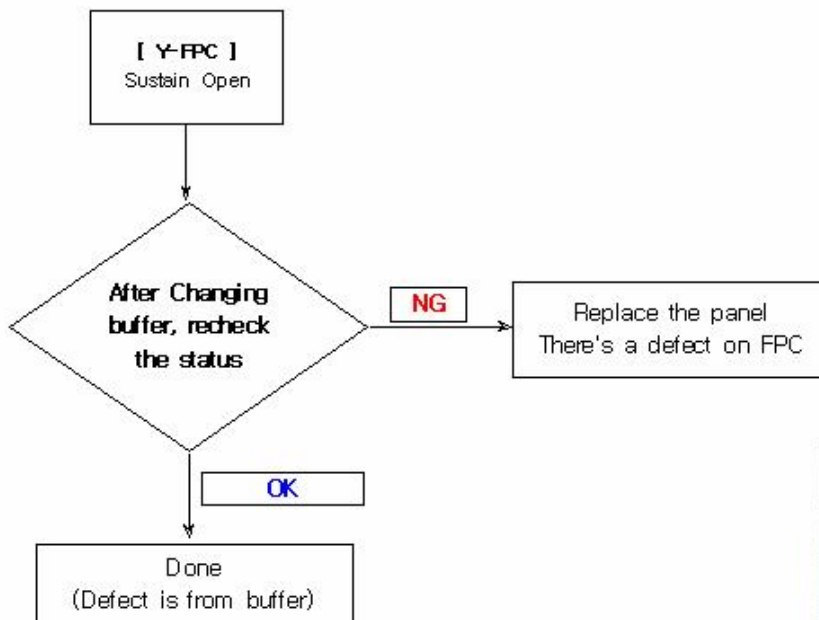 [ Y-FPC ]
Sustain Open
After Changing
buffer, recheck
the status
NG
Replace the panel
There's a defect on FPC
OK
Done
(Defect is from buffer)